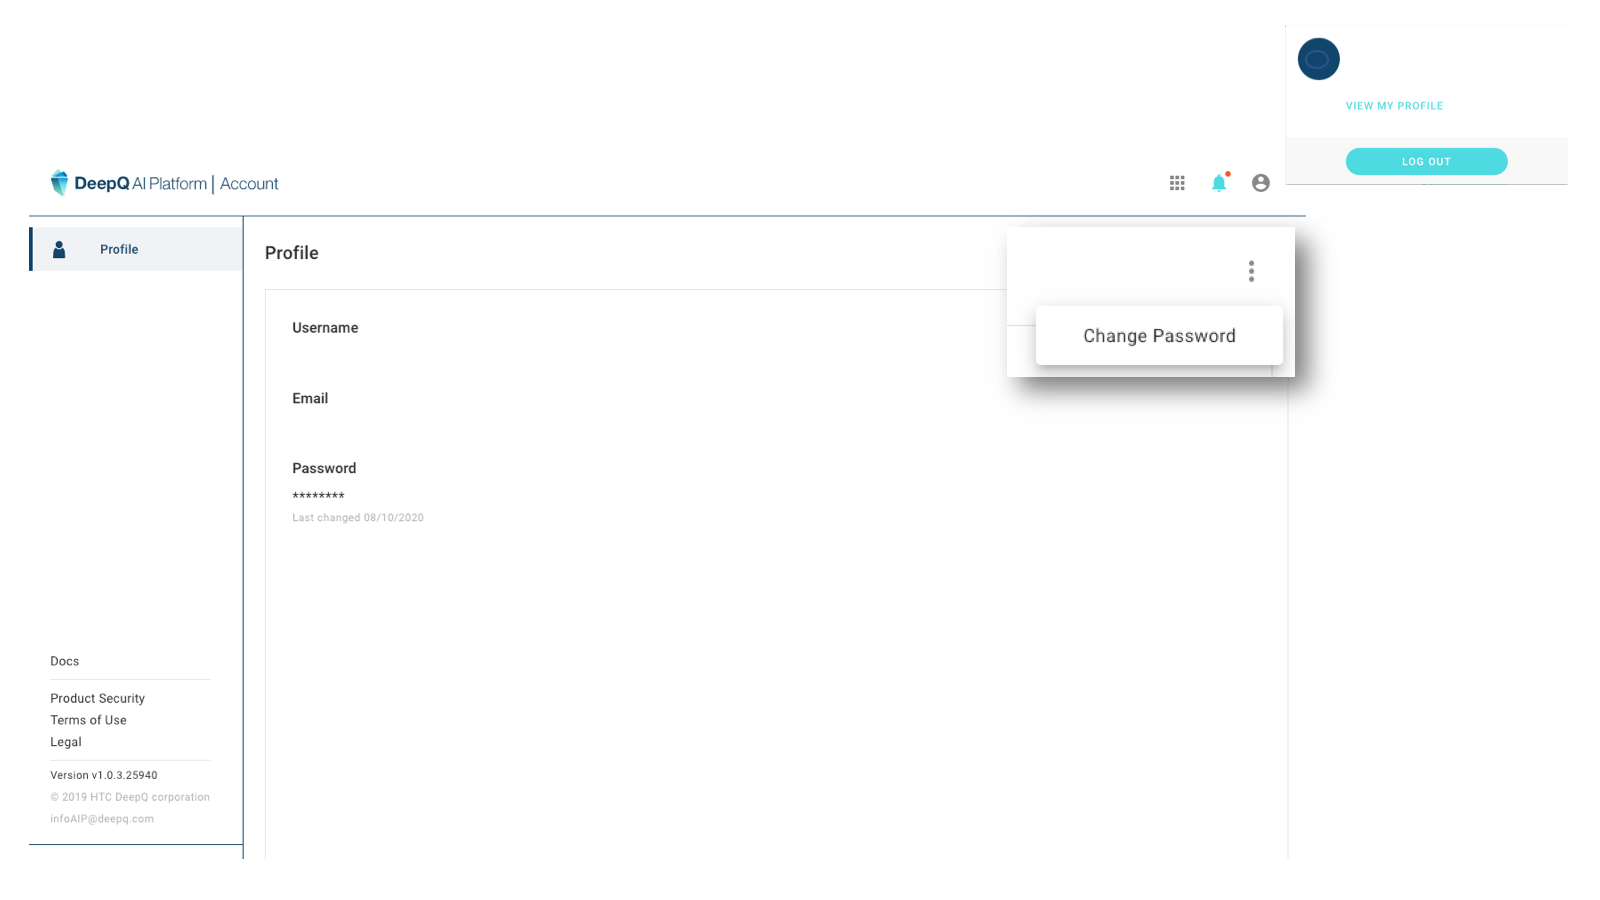 VIEW MY PROFILE
LOG OUT
DeepQ AI Platform | Account
Profile
Profile
Change Password
Username
Email
Password
********
Last changed 08/10/2020
Docs
Product Security
Terms of Use
Legal
Version v1.0.3.25940
© 2019 HTC DeepQ corporation
infoAIP@deepq.com